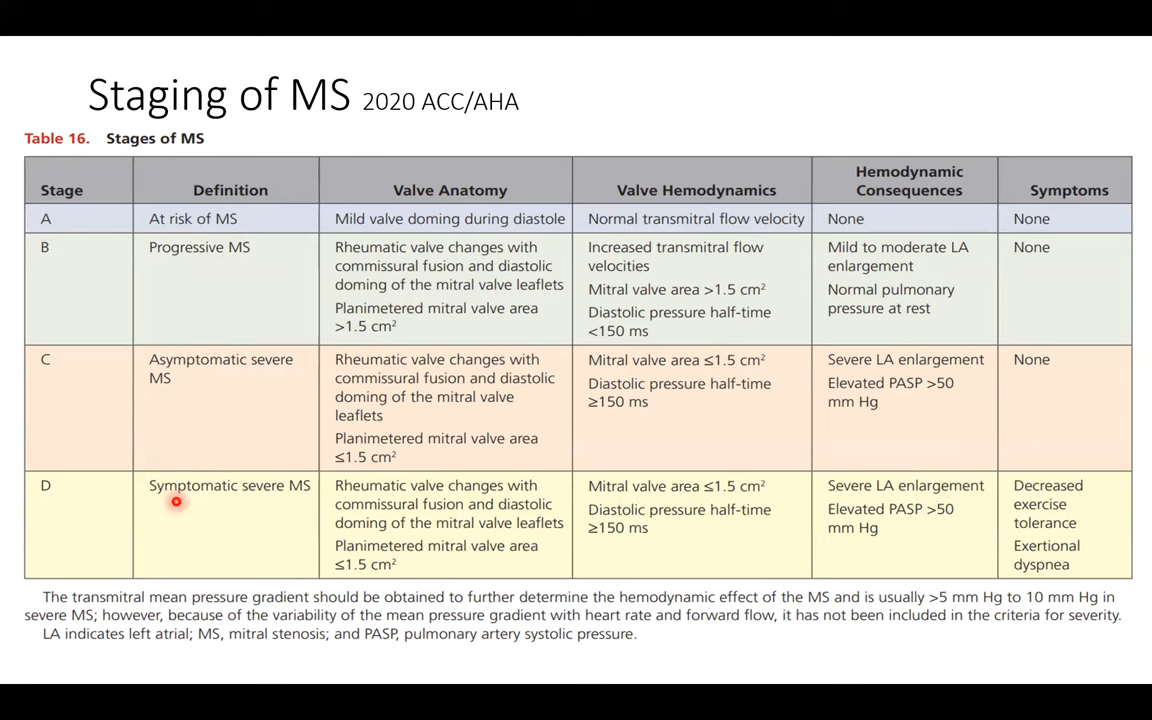 Staging of MS 2020 ACC/AHA
Table 16. Stages of MS
Stage
Definition
Valve Anatomy
Valve Hemodynamics
Hemodynamic
Consequences
Symptoms
A
At risk of MS
Mild valve doming during diastole
Normal transmitral flow velocity
None
None
B
Progressive MS
Rheumatic valve changes with
commissural fusion and diastolic
doming of the mitral valve leaflets
Planimetered mitral valve area
>1.5 cm²
Increased transmitral flow
velocities
Mitral valve area >1.5 cm²
Diastolic pressure half-time
<150 ms
Mild to moderate LA
enlargement
Normal pulmonary
pressure at rest
None
C
Asymptomatic severe
MS
Rheumatic valve changes with
commissural fusion and diastolic
doming of the mitral valve
leaflets
Planimetered mitral valve area
≤1.5 cm²
Mitral valve area ≤1.5 cm²
Diastolic pressure half-time
≥150 ms
Severe LA enlargement
Elevated PASP >50
mm Hg
None
D
Symptomatic severe MS
Rheumatic valve changes with
commissural fusion and diastolic
doming of the mitral valve leaflets
Planimetered mitral valve area
≤1.5 cm²
Mitral valve area ≤1.5 cm²
Diastolic pressure half-time
≥150 ms
Severe LA enlargement
Elevated PASP >50
mm Hg
Decreased
exercise
tolerance
Exertional
dyspnea
The transmitral mean pressure gradient should be obtained to further determine the hemodynamic effect of the MS and is usually >5 mm Hg to 10 mm Hg in
severe MS; however, because of the variability of the mean pressure gradient with heart rate and forward flow, it has not been included in the criteria for severity.
LA indicates left atrial; MS, mitral stenosis; and PASP, pulmonary artery systolic pressure.